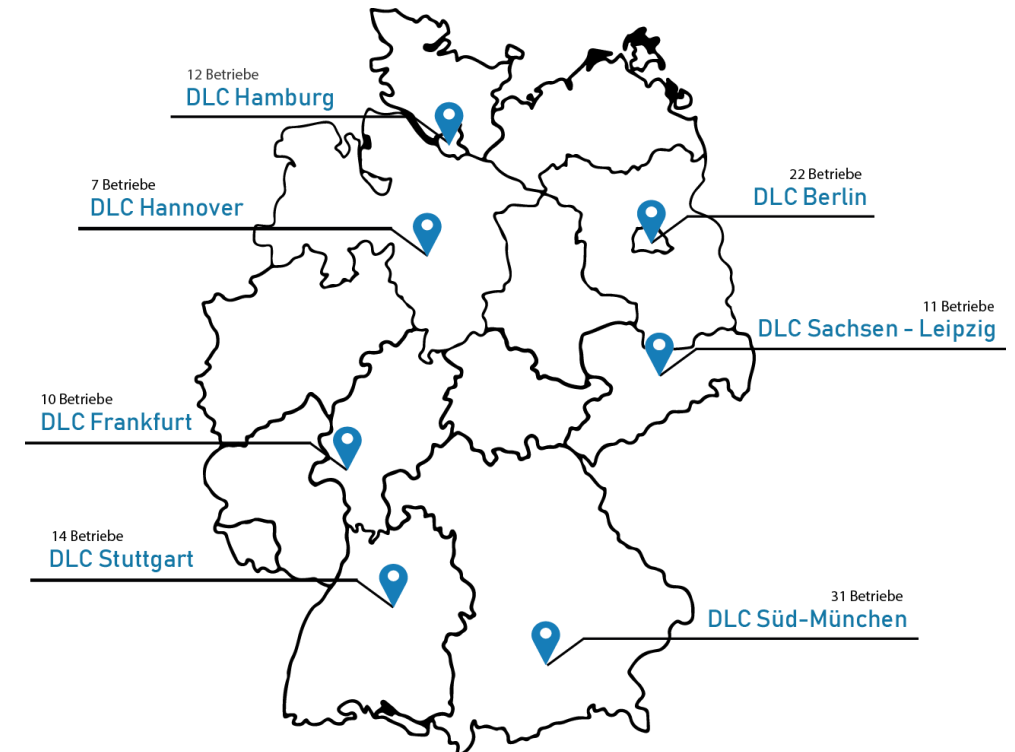 12 Betriebe
DLC Hamburg
7 Betriebe
DLC Hannover
22 Betriebe
DLC Berlin
11 Betriebe
DLC Sachsen - Leipzig
10 Betriebe
DLC Frankfurt
14 Betriebe
DLC Stuttgart
31 Betriebe
DLC Süd-München